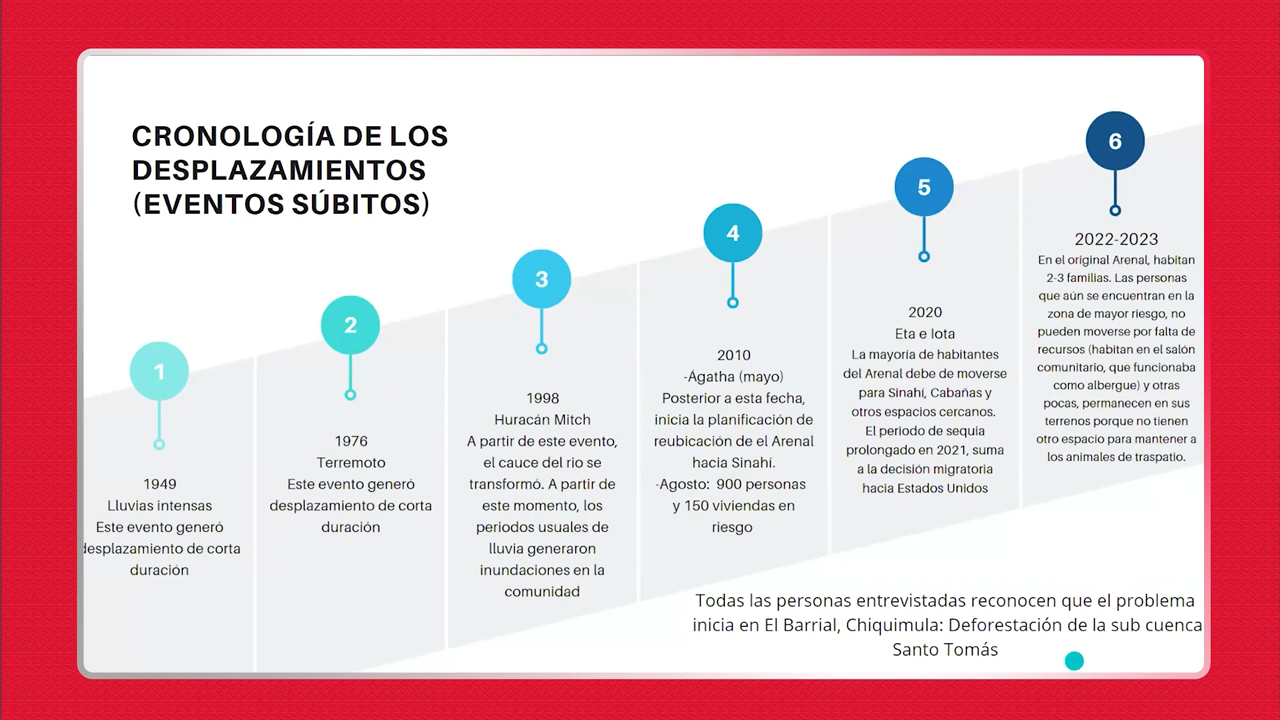 CRONOLOGÍA DE LOS
DESPLAZAMIENTOS
(EVENTOS SÚBITOS)
1
1949
Lluvias intensas
Este evento generó
desplazamiento de corta
duración
2
1976
Terremoto
Este evento generó
desplazamiento de corta
duración
3
1998
Huracán Mitch
A partir de este evento,
el cauce del rio se
transformó. A partir de
este momento, los
periodos usuales de
lluvia generaron
inundaciones en la
comunidad
4
2010
-Ágatha (mayo)
Posterior a esta fecha,
inicia la planificación de
reubicación de el Arenal
hacia Sinahí.
-Agosto: 900 personas
y 150 viviendas en
riesgo
5
2020
Eta e Iota
La mayoría de habitantes
del Arenal debe de moverse
para Sinahí, Cabañas y
otros espacios cercanos.
El periodo de sequia
prolongado en 2021, suma
a la decisión migratoria
hacia Estados Unidos
6
2022-2023
En el original Arenal, habitan
2-3 familias. Las personas
que aún se encuentran en la
zona de mayor riesgo, no
pueden moverse por falta de
recursos (habitan en el salón
comunitario, que funcionaba
como albergue) y otras
pocas, permanecen en sus
terrenos porque no tienen
otro espacio para mantener a
los animales de traspatio.
Todas las personas entrevistadas reconocen que el problema
inicia en El Barrial, Chiquimula: Deforestación de la sub cuenca
Santo Tomás